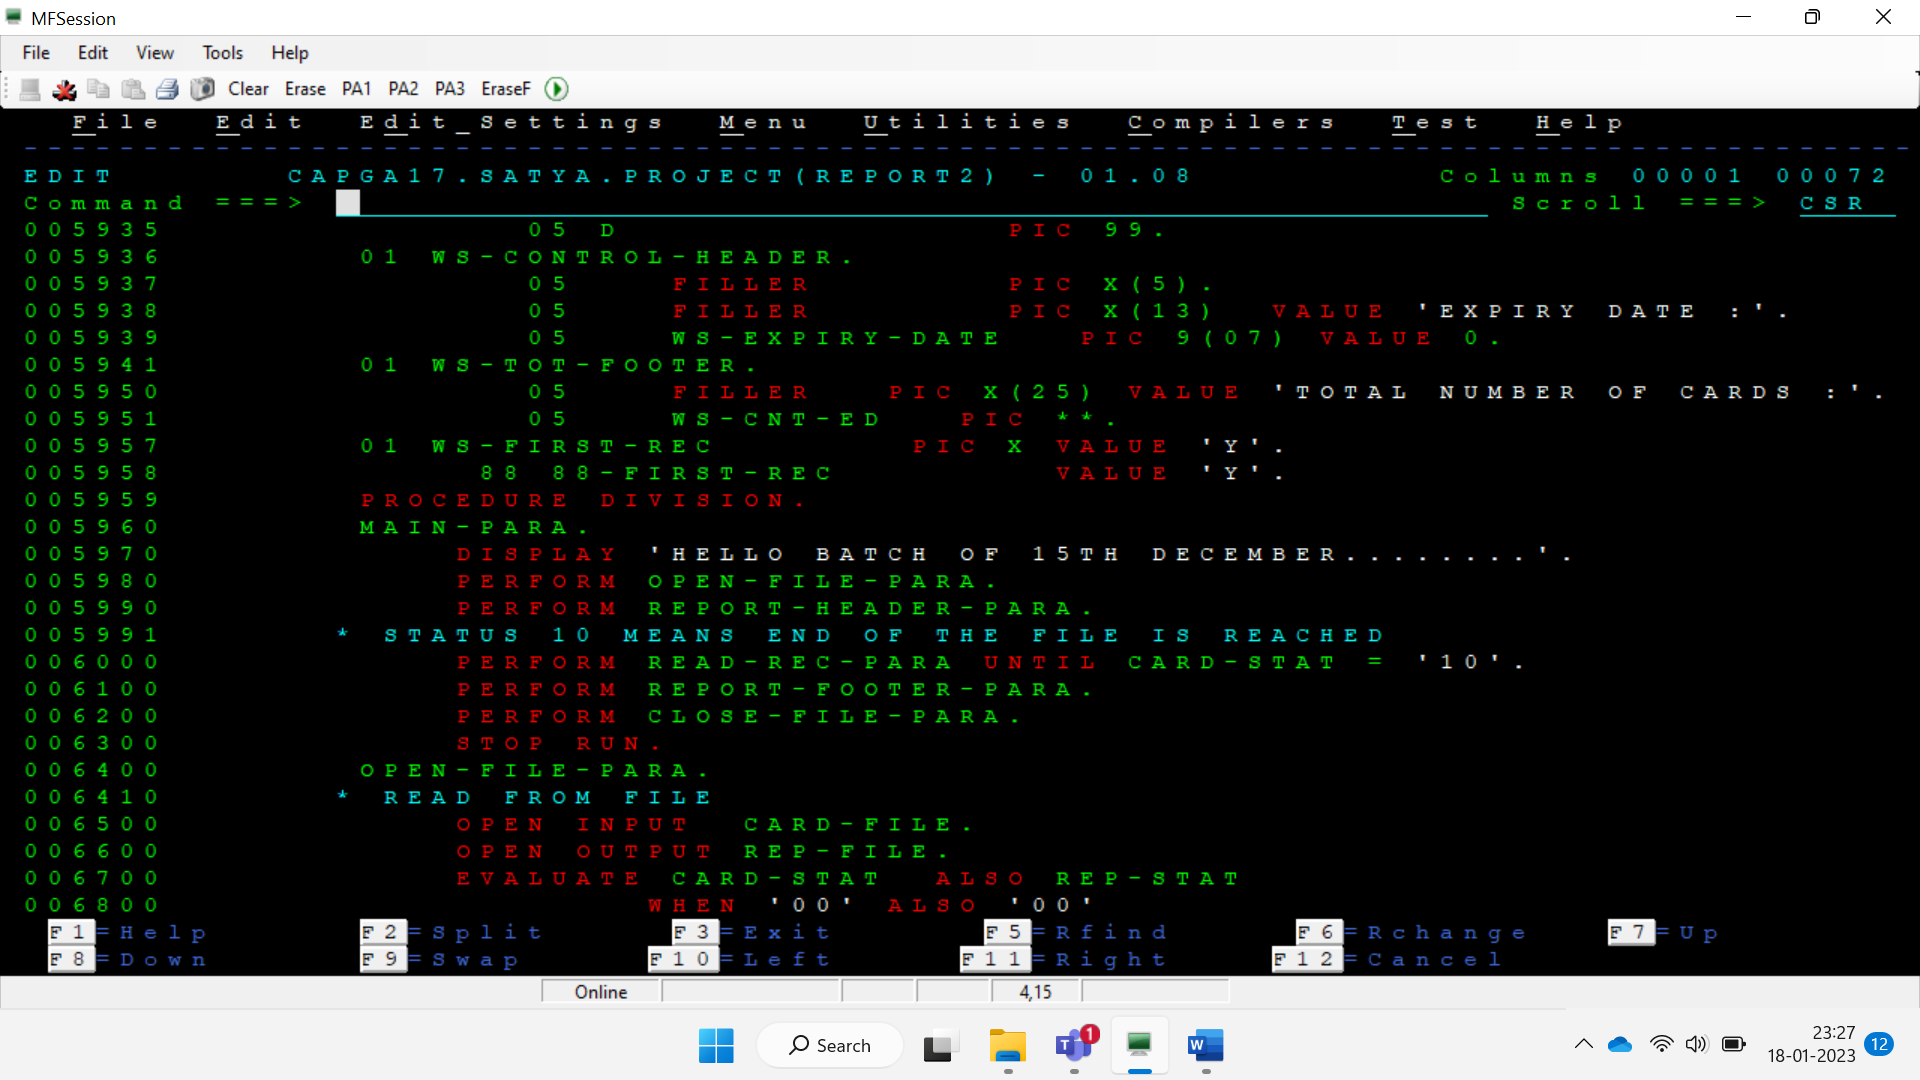 MFSession
File Edit View Tools Help
Clear Erase PA1 PA2 PA3 EraseF
File Edit Edit_Settings Menu Utilities Compilers Test Help
EDIT CAPGA17.SATYA.PROJECT(REPORT2) - 01.08 Columns 00001 00072
Command ===> Scroll ===> CSR
005935 05 D PIC 99.
005936 01 WS-CONTROL-HEADER.
005937 05 FILLER PIC X(5).
005938 05 FILLER PIC X(13) VALUE 'EXPIRY DATE :'.
005939 05 WS-EXPIRY-DATE PIC 9(07) VALUE 0.
005941 01 WS-TOT-FOOTER.
005950 05 FILLER PIC X(25) VALUE 'TOTAL NUMBER OF CARDS :'.
005951 05 WS-CNT-ED PIC **.
005957 01 WS-FIRST-REC PIC X VALUE 'Y'.
005958 88 88-FIRST-REC VALUE 'Y'.
005959 PROCEDURE DIVISION.
005960 MAIN-PARA.
005970 DISPLAY 'HELLO BATCH OF 15TH DECEMBER........'.
005980 PERFORM OPEN-FILE-PARA.
005990 PERFORM REPORT-HEADER-PARA.
005991 * STATUS 10 MEANS END OF THE FILE IS REACHED
006000 PERFORM READ-REC-PARA UNTIL CARD-STAT = '10'.
006100 PERFORM REPORT-FOOTER-PARA.
006200 PERFORM CLOSE-FILE-PARA.
006300 STOP RUN.
006400 OPEN-FILE-PARA.
006410 * READ FROM FILE
006500 OPEN INPUT CARD-FILE.
006600 OPEN OUTPUT REP-FILE.
006700 EVALUATE CARD-STAT ALSO REP-STAT
006800 WHEN '00' ALSO '00'
F1=Help F2=Split F3=Exit F5=Rfind F6=Rchange F7=Up
F8=Down F9=Swap F10=Left F11=Right F12=Cancel
Online 4,15
Search 1 23:27
18-01-2023 12